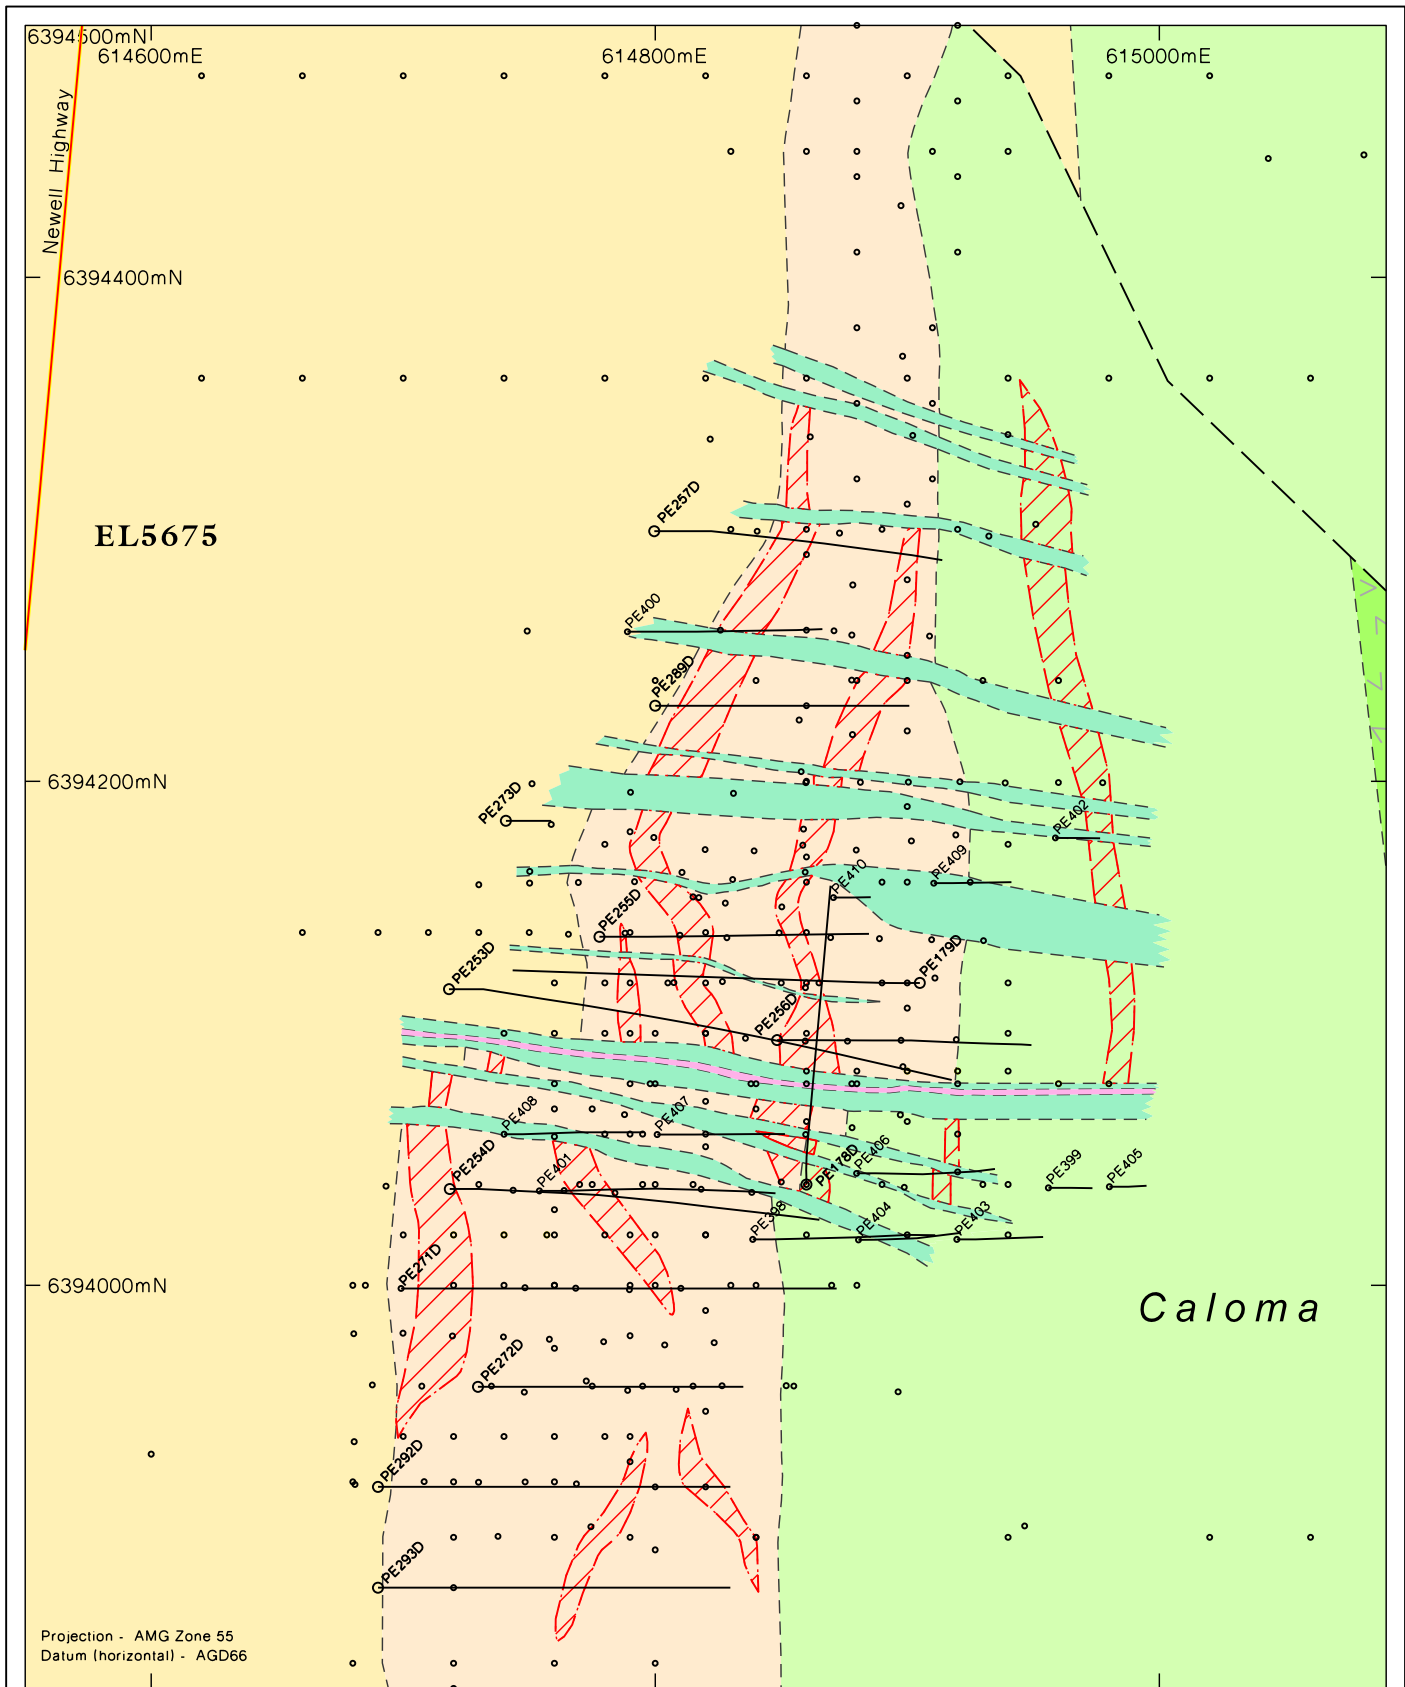 6394500mN
614600mE
614800mE
615000mE
Newell Highway
6394400mN
EL5675
PE257D
PE400
PE289D
6394200mN
PE273D
PE402
PE409
PE410
PE255D
PE253D
PE179D
PE256D
PE408
PE407
PE254D
PE401
PE178D
PE406
PE399
PE405
PE398
PE404
PE403
PE271D
6394000mN
Caloma
PE272D
PE292D
PE293D
Projection - AMG Zone 55
Datum (horizontal) - AGD66